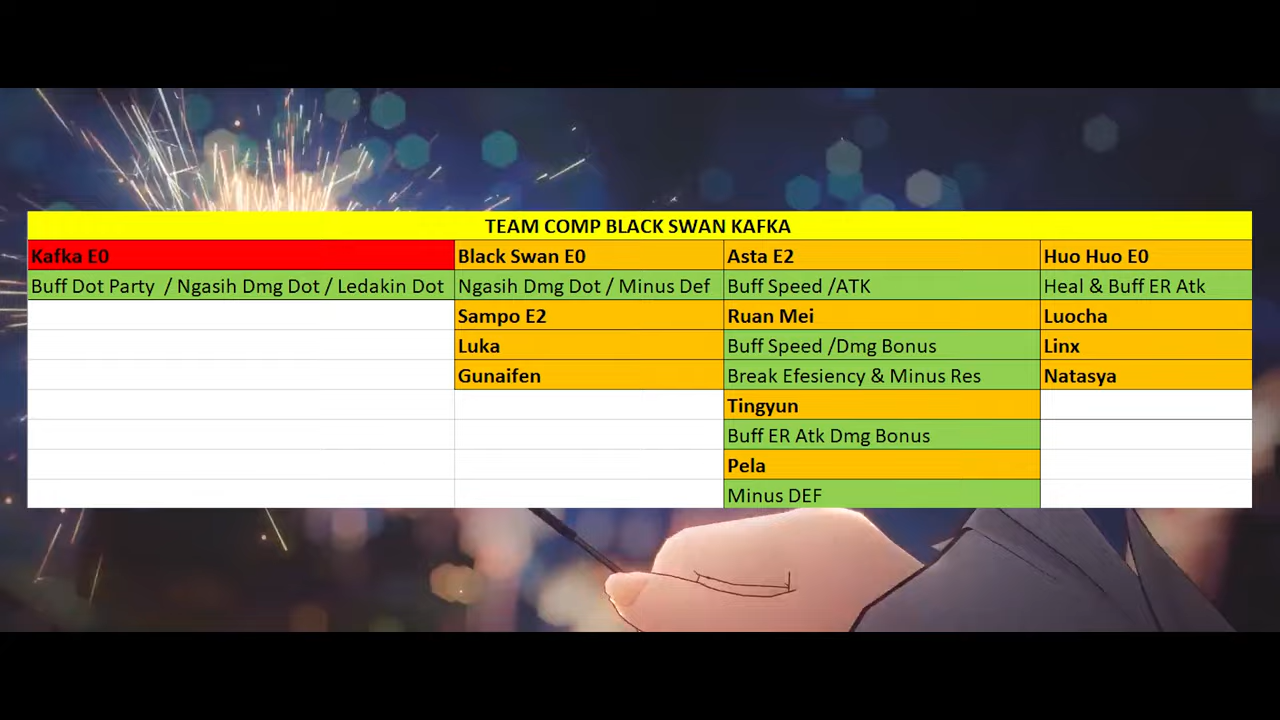 TEAM COMP BLACK SWAN KAFKA
Kafka E0 Black Swan E0 Asta E2 Huo Huo E0
Buff Dot Party / Ngasih Dmg Dot / Ledakin Dot Ngasih Dmg Dot / Minus Def Buff Speed /ATK Heal & Buff ER Atk
Sampo E2 Ruan Mei Luocha
Luka Buff Speed /Dmg Bonus Linx
Gunaifen Break Efesiency & Minus Res Natasya
Tingyun
Buff ER Atk Dmg Bonus
Pela
Minus DEF